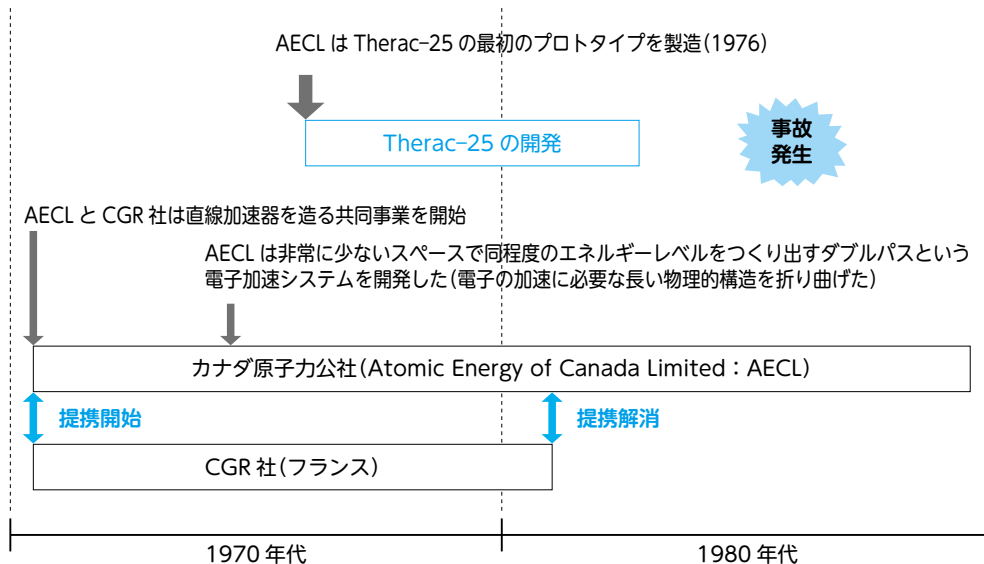 AECL は Therac-25 の最初のプロトタイプを製造(1976)
Therac-25 の開発
事故
発生
AECL と CGR 社は直線加速器を造る共同事業を開始
AECL は非常に少ないスペースで同程度のエネルギーレベルをつくり出すダブルパスという
電子加速システムを開発した(電子の加速に必要な長い物理的構造を折り曲げた)
カナダ原子力公社(Atomic Energy of Canada Limited：AECL)
提携開始
提携解消
CGR 社(フランス)
1970 年代
1980 年代